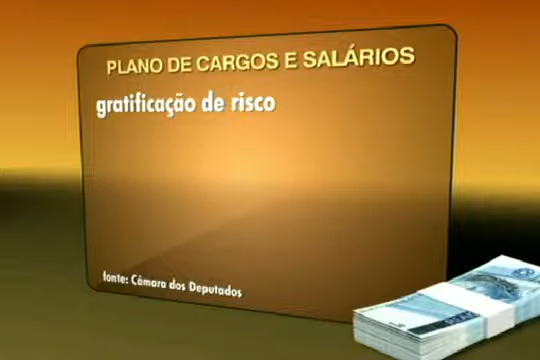 PLANO DE CARGOS E SALÁRIOS
gratificação de risco
fonte: Câmara dos Deputados